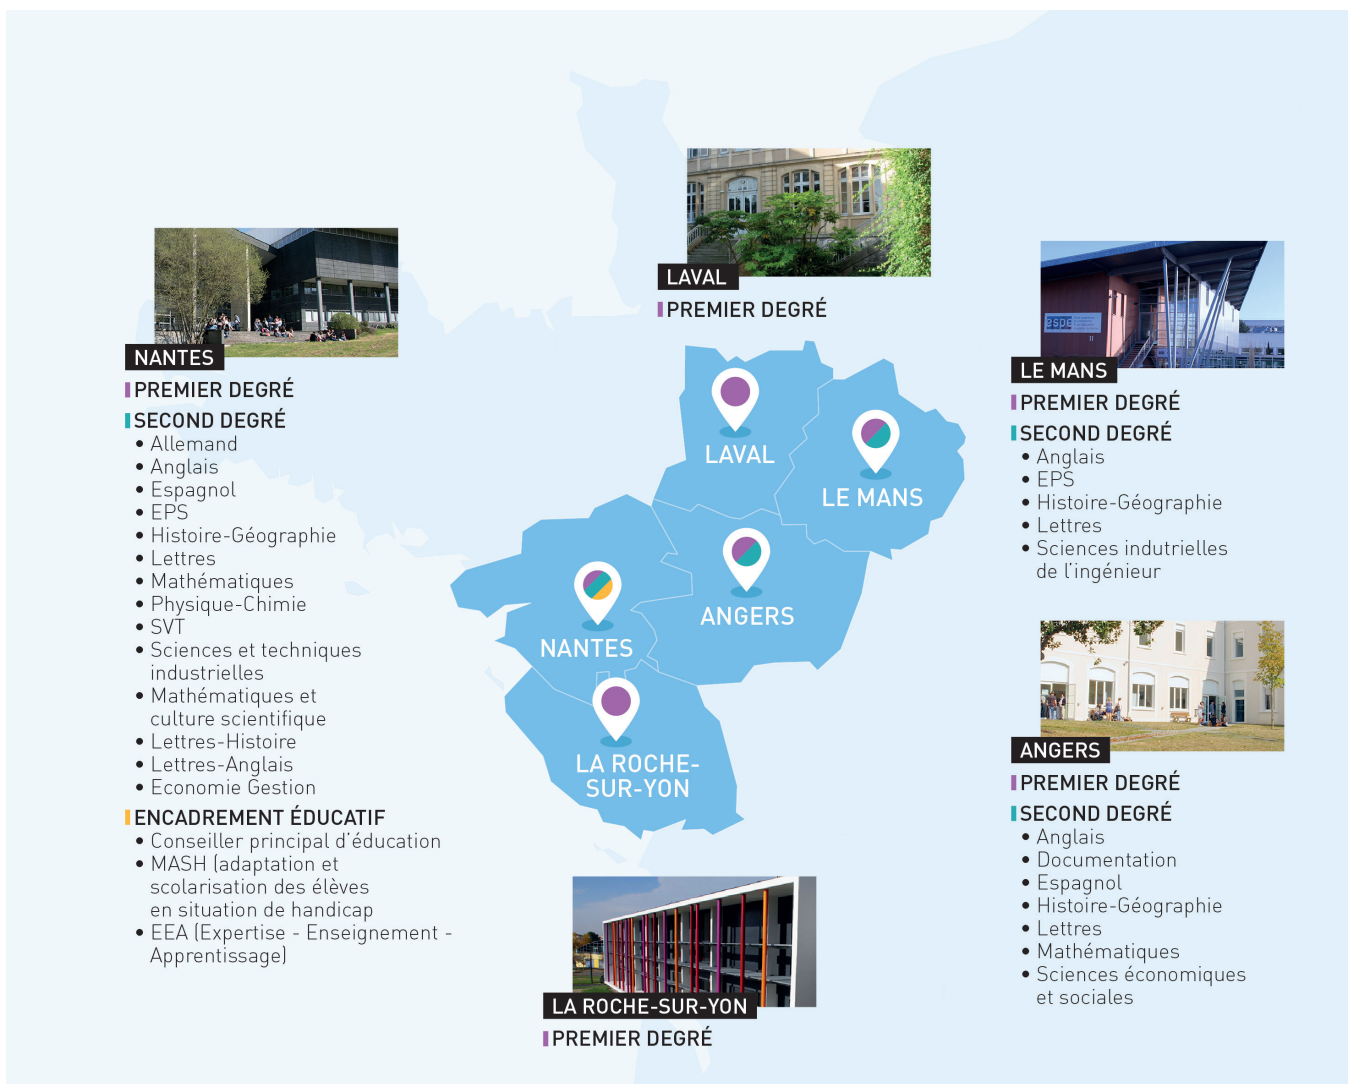 LAVAL
PREMIER DEGRÉ
NANTES
PREMIER DEGRÉ
SECOND DEGRÉ
• Allemand
• Anglais
• Espagnol
• EPS
• Histoire-Géographie
• Lettres
• Mathématiques
• Physique-Chimie
• SVT
• Sciences et techniques
industrielles
• Mathématiques et
culture scientifique
• Lettres-Histoire
• Lettres-Anglais
• Economie Gestion
ENCADREMENT ÉDUCATIF
• Conseiller principal d'éducation
• MASH (adaptation et
scolarisation des élèves
en situation de handicap
• EEA (Expertise - Enseignement -
Apprentissage)
LAVAL
LE MANS
ANGERS
NANTES
LA ROCHE-
SUR-YON
espe
LE MANS
PREMIER DEGRÉ
SECOND DEGRÉ
• Anglais
• EPS
• Histoire-Géographie
• Lettres
• Sciences indutrielles
de l'ingénieur
ANGERS
PREMIER DEGRÉ
SECOND DEGRÉ
• Anglais
• Documentation
• Espagnol
• Histoire-Géographie
• Lettres
• Mathématiques
• Sciences économiques
et sociales
LA ROCHE-SUR-YON
PREMIER DEGRÉ